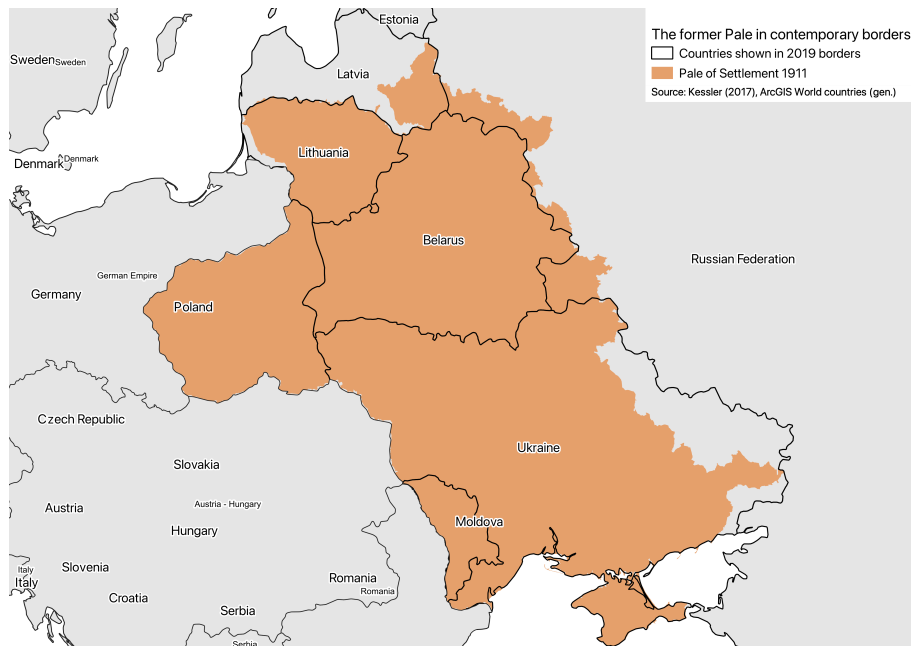 Estonia
The former Pale in contemporary borders
Countries shown in 2019 borders
Pale of Settlement 1911
Source: Kessler (2017), ArcGIS World countries (gen.)
Sweden Sweden
Latvia
Lithuania
Denmark Denmark
Belarus
Russian Federation
German Empire
Germany
Poland
Czech Republic
Ukraine
Slovakia
Austria
Austria - Hungary
Moldova
Hungary
Italy
Slovenia
Italy
Romania
Romania
Croatia
Serbia
Serbia